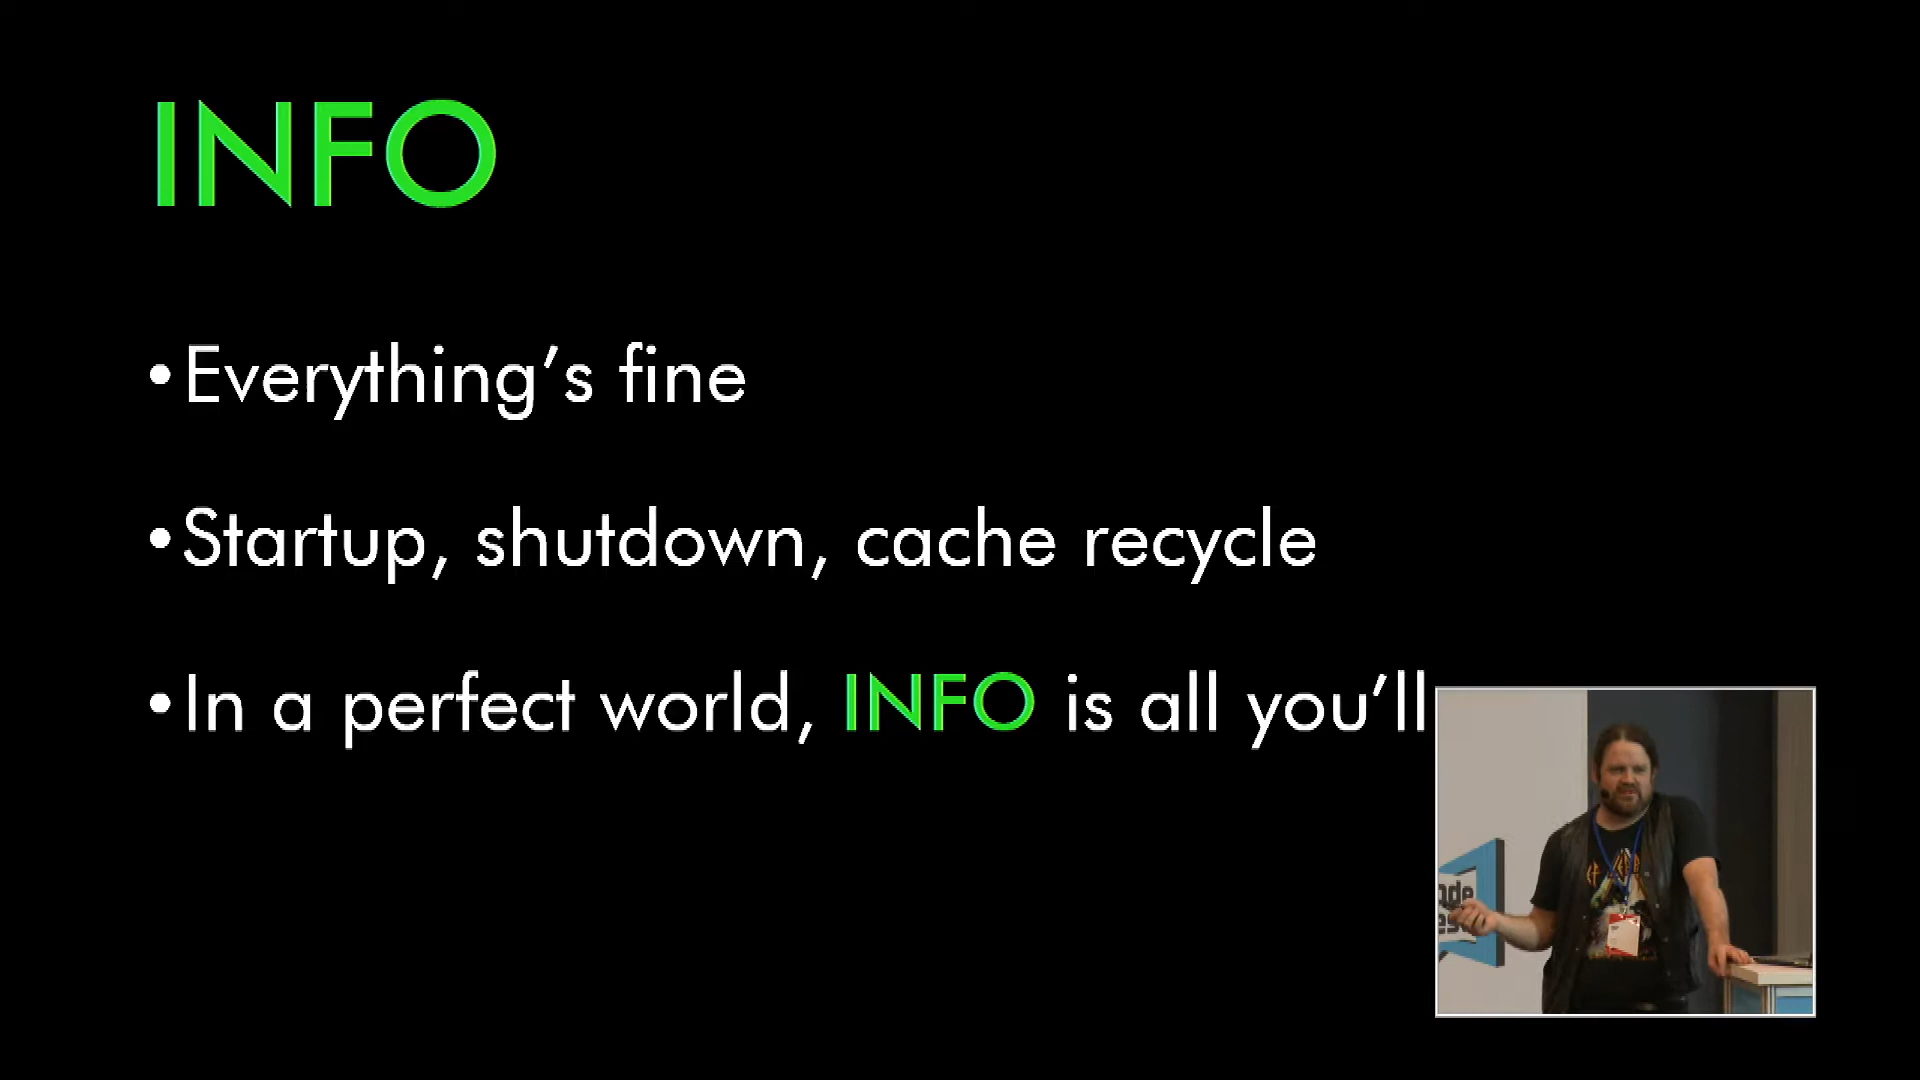 INFO
•Everything’s fine
•Startup, shutdown, cache recycle
•In a perfect world, INFO is all you’ll